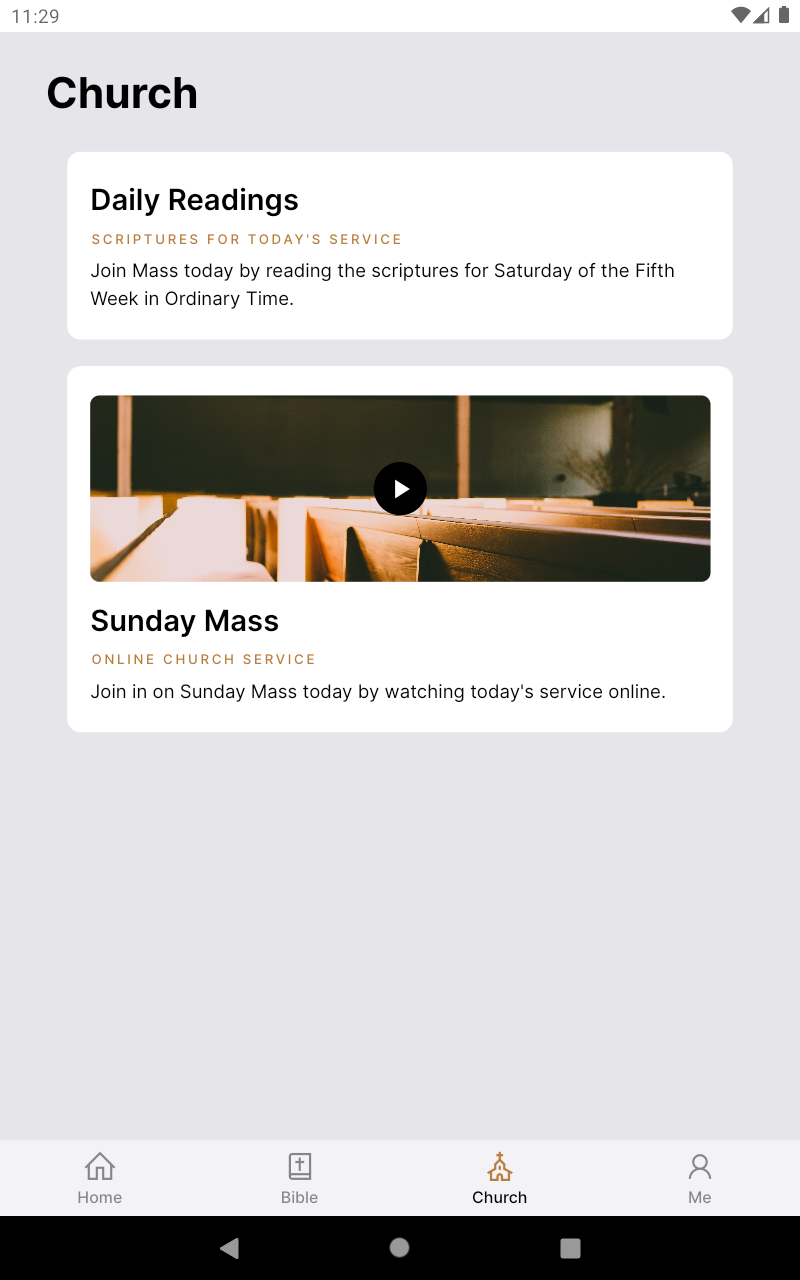 11:29
Church
Daily Readings
SCRIPTURES FOR TODAY'S SERVICE
Join Mass today by reading the scriptures for Saturday of the Fifth
Week in Ordinary Time.
Sunday Mass
ONLINE CHURCH SERVICE
Join in on Sunday Mass today by watching today's service online.
Home
Bible
Church
Me